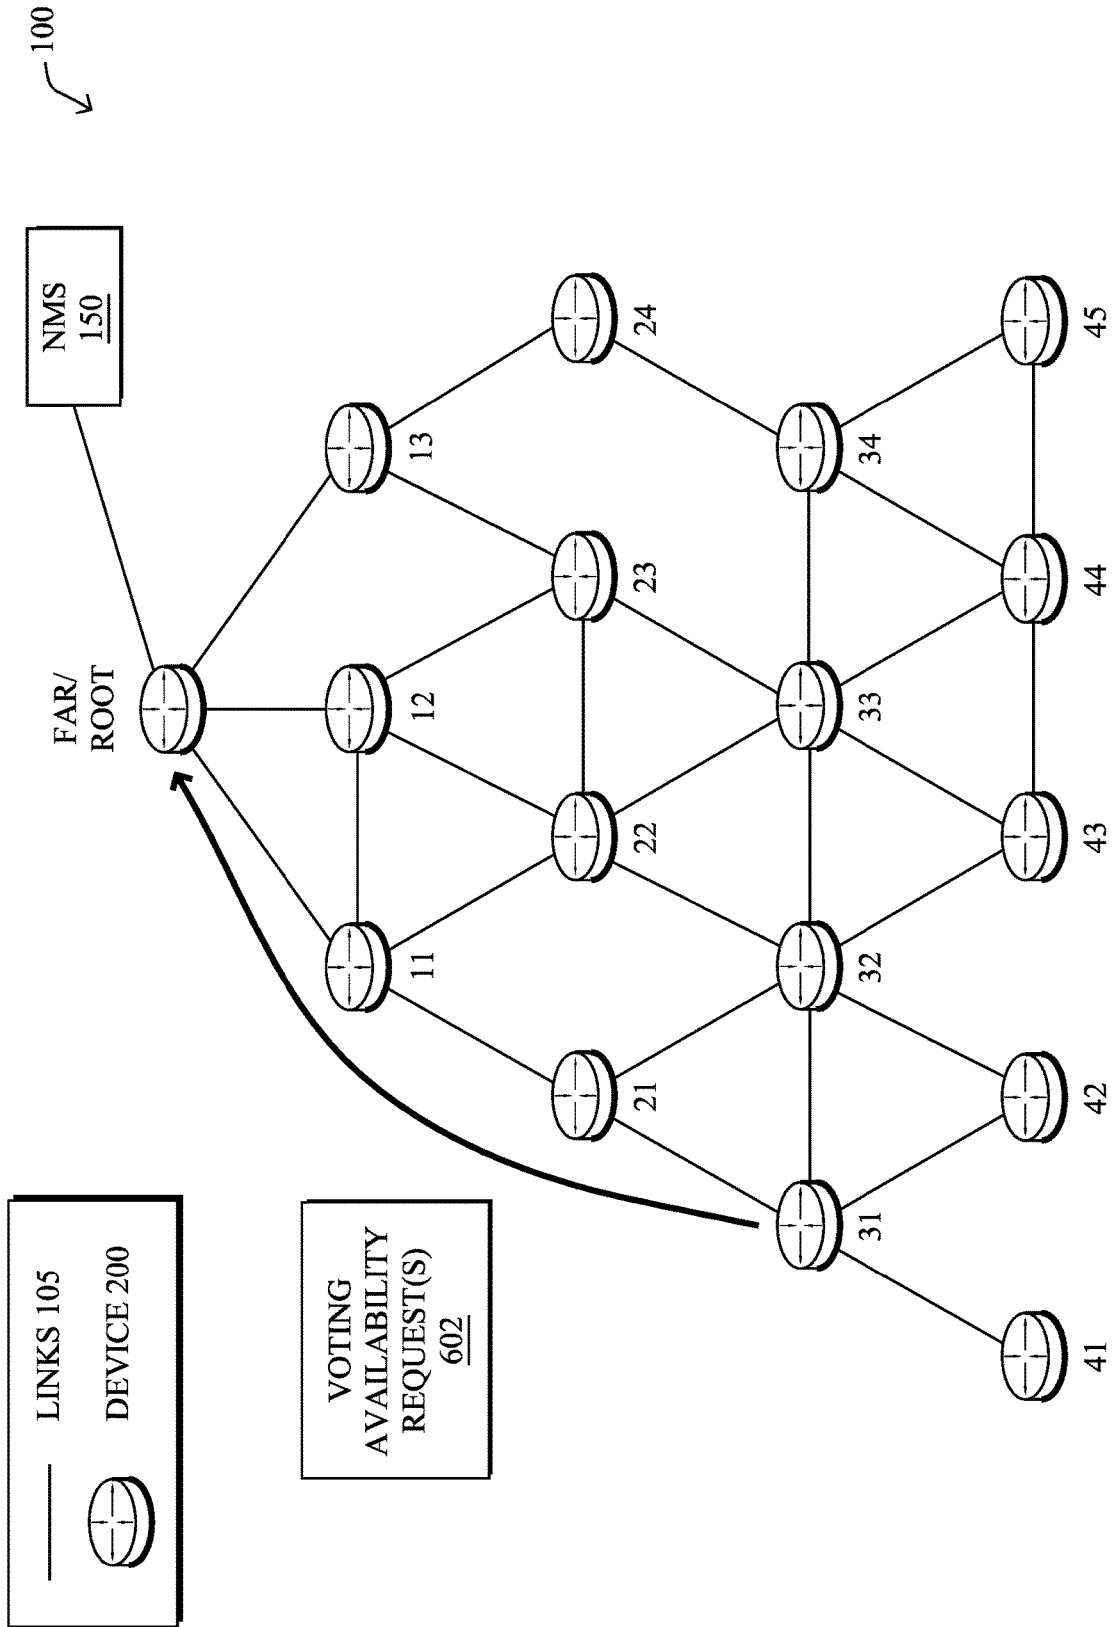 100
LINKS 105
DEVICE 200
NMS
150
FAR/
ROOT
VOTING
AVAILABILITY
REQUEST(S)
602
11
12
13
21
22
23
24
31
32
33
34
41
42
43
44
45